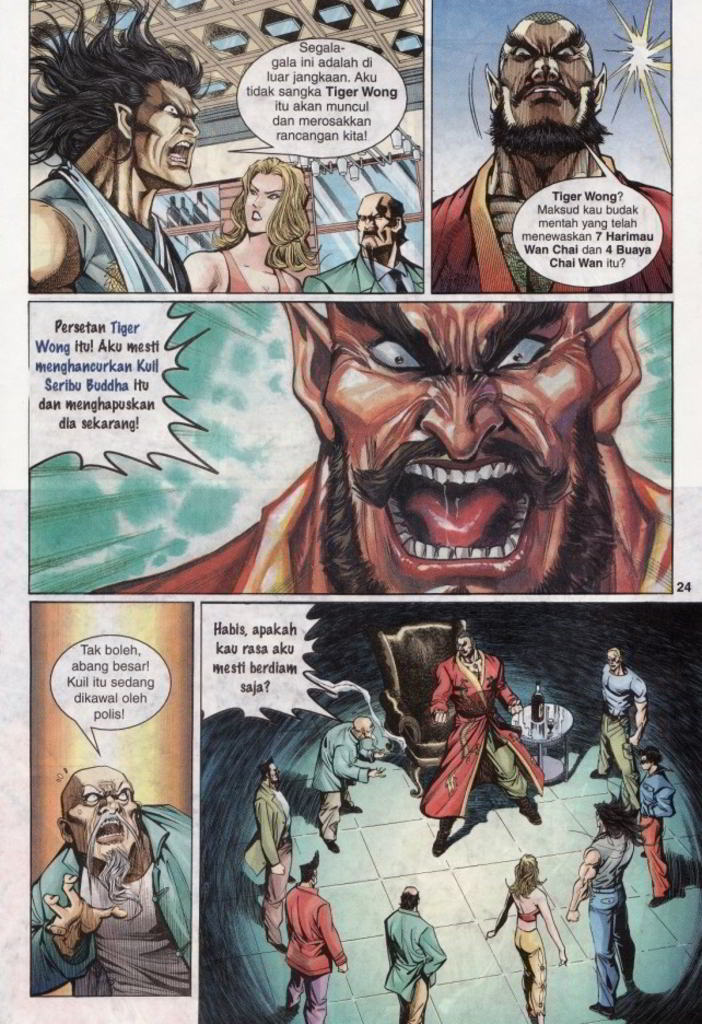 Segala-
gala ini adalah di
luar jangkaan. Aku
tidak sangka Tiger Wong
itu akan muncul
dan merosakkan
rancangan kita!
Tiger Wong?
Maksud kau budak
mentah yang telah
menewaskan 7 Harimau
Wan Chai dan 4 Buaya
Chai Wan itu?
Persetan Tiger
Wong itu! Aku mesti
menghancurkan Kuil
Seribu Buddha itu
dan menghapuskan
dia sekarang!
24
Tak boleh,
abang besar!
Kuil itu sedang
dikawal oleh
polis!
Habis, apakah
kau rasa aku
mesti berdiam
saja?